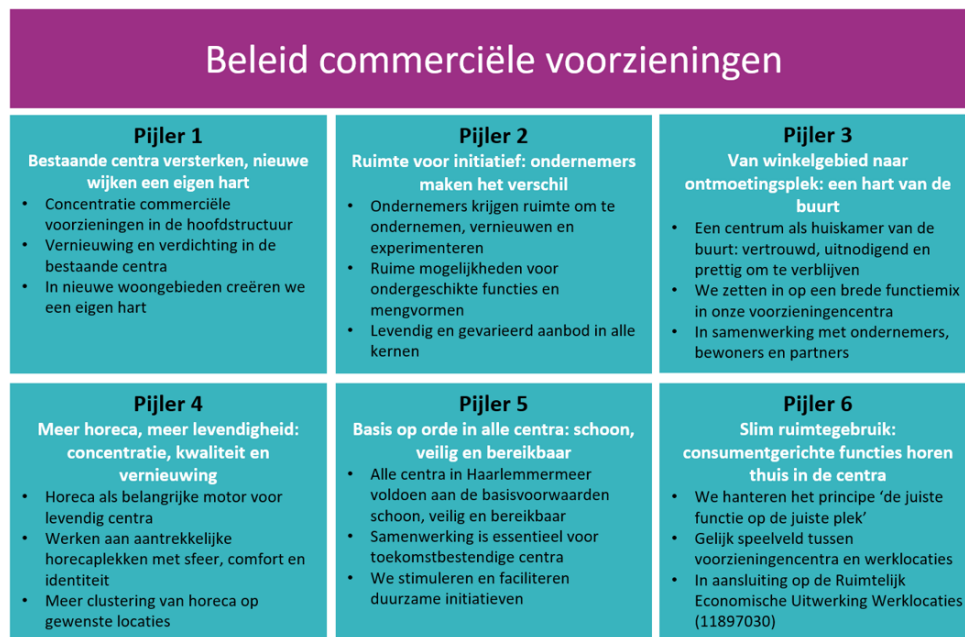 Beleid commerciële voorzieningen
Pijler 1
Bestaande centra versterken, nieuwe
wijken een eigen hart
• Concentratie commerciële
voorzieningen in de hoofdstructuur
• Vernieuwing en verdichting in de
bestaande centra
• In nieuwe woongebieden creëren we
een eigen hart
Pijler 2
Ruimte voor initiatief: ondernemers
maken het verschil
• Ondernemers krijgen ruimte om te
ondernemen, vernieuwen en
experimenteren
• Ruime mogelijkheden voor
ondergeschikte functies en
mengvormen
• Levendig en gevarieerd aanbod in alle
kernen
Pijler 3
Van winkelgebied naar
ontmoetingsplek: een hart van de
buurt
• Een centrum als huiskamer van de
buurt: vertrouwd, uitnodigend en
prettig om te verblijven
• We zetten in op een brede functiemix
in onze voorzieningencentra
• In samenwerking met ondernemers,
bewoners en partners
Pijler 4
Meer horeca, meer levendigheid:
concentratie, kwaliteit en
vernieuwing
• Horeca als belangrijke motor voor
levendig centra
• Werken aan aantrekkelijke
horecaplekken met sfeer, comfort en
identiteit
• Meer clustering van horeca op
gewenste locaties
Pijler 5
Basis op orde in alle centra: schoon,
veilig en bereikbaar
• Alle centra in Haarlemmermeer
voldoen aan de basisvoorwaarden
schoon, veilig en bereikbaar
• Samenwerking is essentieel voor
toekomstbestendige centra
• We stimuleren en faciliteren
duurzame initiatieven
Pijler 6
Slim ruimtegebruik:
consumentgerichte functies horen
thuis in de centra
• We hanteren het principe ‘de juiste
functie op de juiste plek’
• Gelijk speelveld tussen
voorzieningencentra en werklocaties
• In aansluiting op de Ruimtelijk
Economische Uitwerking Werklocaties
(11897030)